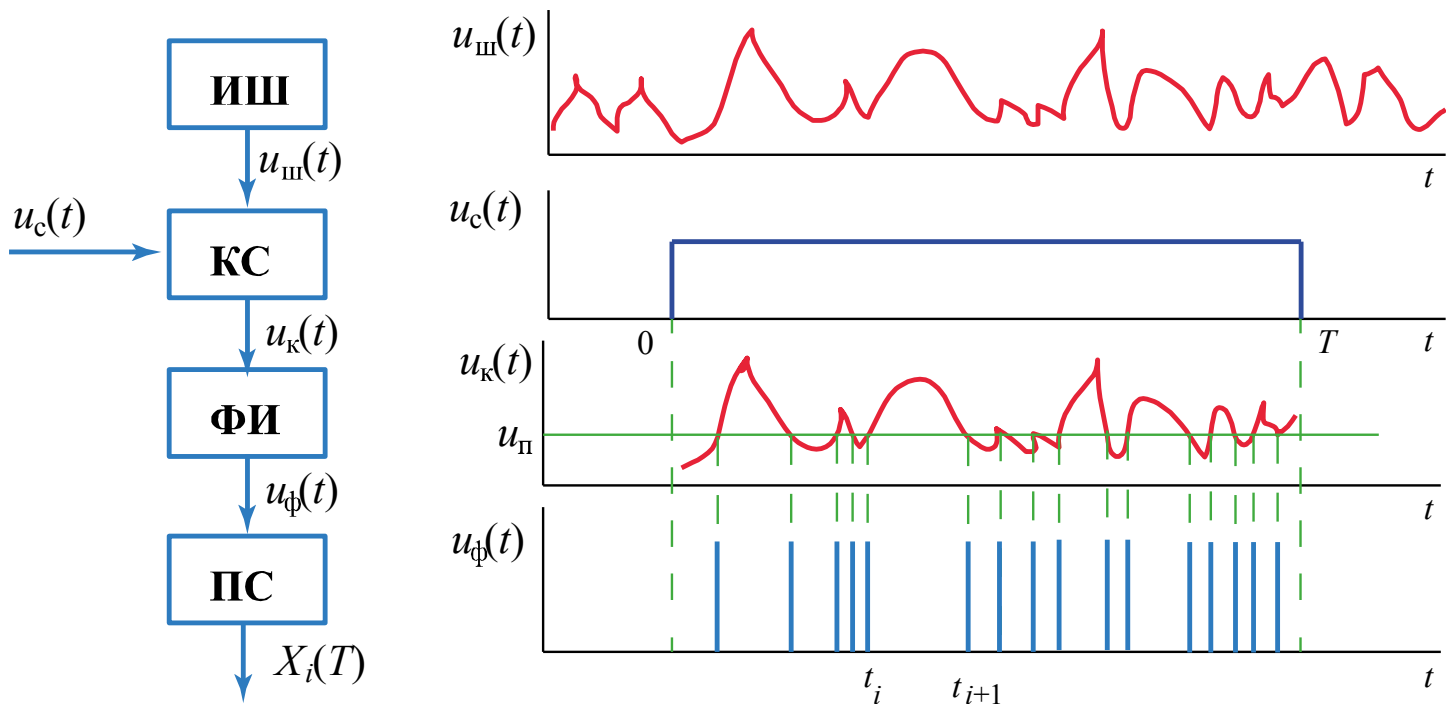 ИШ
uш(t)
uс(t)
КС
uк(t)
ФИ
uф(t)
ПС
Xi(T)
uш(t)
t
uс(t)
0
T
t
uк(t)
uп
t
uф(t)
ti
ti+1
t